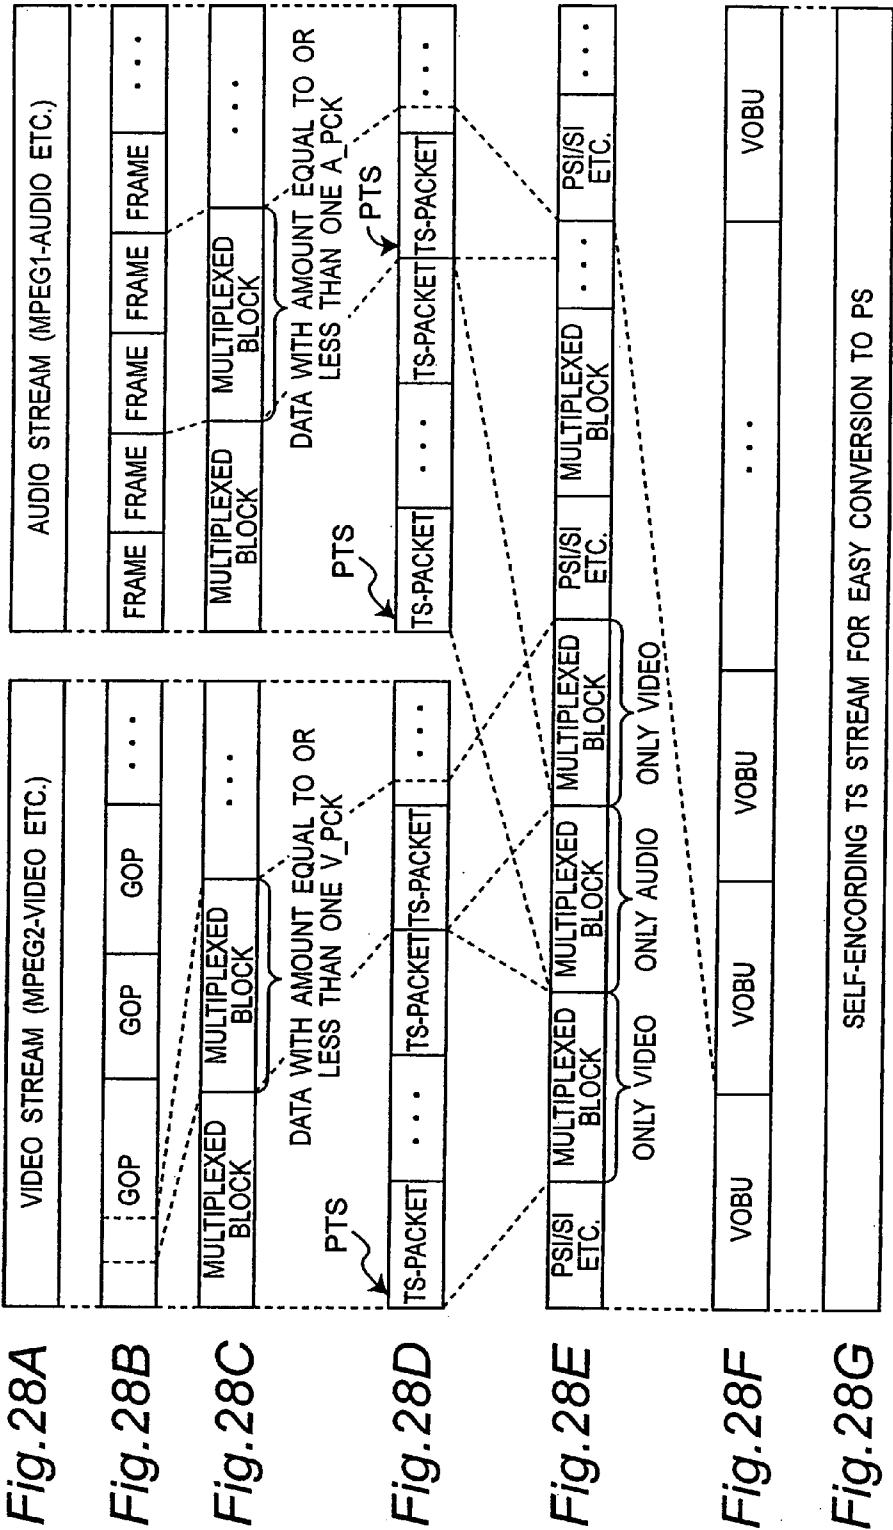 Fig.28A
VIDEO STREAM (MPEG2-VIDEO ETC.)
AUDIO STREAM (MPEG1-AUDIO ETC.)
Fig.28B
GOP
GOP
GOP
...
FRAME
FRAME
FRAME
FRAME
FRAME
...
Fig.28C
MULTIPLEXED
BLOCK
MULTIPLEXED
BLOCK
...
MULTIPLEXED
BLOCK
MULTIPLEXED
BLOCK
...
DATA WITH AMOUNT EQUAL TO OR
LESS THAN ONE V_PCK
DATA WITH AMOUNT EQUAL TO OR
LESS THAN ONE A_PCK
PTS
PTS
PTS
Fig.28D
TS-PACKET
...
TS-PACKET
TS-PACKET
...
TS-PACKET
...
TS-PACKET
TS-PACKET
...
Fig.28E
PSI/SI
ETC.
MULTIPLEXED
BLOCK
MULTIPLEXED
BLOCK
MULTIPLEXED
BLOCK
PSI/SI
ETC.
MULTIPLEXED
BLOCK
...
PSI/SI
ETC.
...
ONLY VIDEO
ONLY AUDIO
ONLY VIDEO
Fig.28F
VOBU
VOBU
VOBU
...
VOBU
Fig.28G
SELF-ENCORDING TS STREAM FOR EASY CONVERSION TO PS